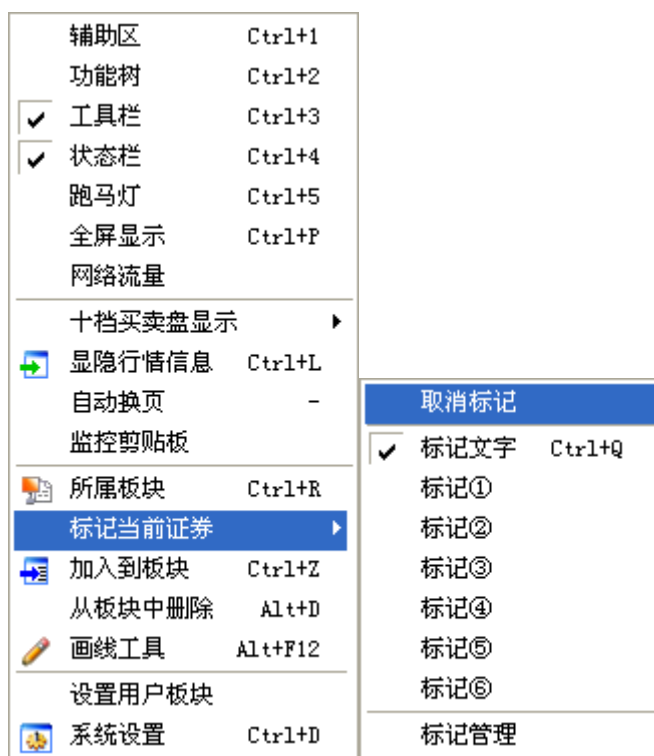 辅助区 Ctrl+1
功能树 Ctrl+2
工具栏 Ctrl+3
状态栏 Ctrl+4
跑马灯 Ctrl+5
全屏显示 Ctrl+P
网络流量
十档买卖盘显示
显隐行情信息 Ctrl+L
自动换页 -
监控剪贴板
所属板块 Ctrl+R
标记当前证券
加入到板块 Ctrl+Z
从板块中删除 Alt+D
画线工具 Alt+F12
设置用户板块
系统设置 Ctrl+D
取消标记
标记文字 Ctrl+Q
标记①
标记②
标记③
标记④
标记⑤
标记⑥
标记管理